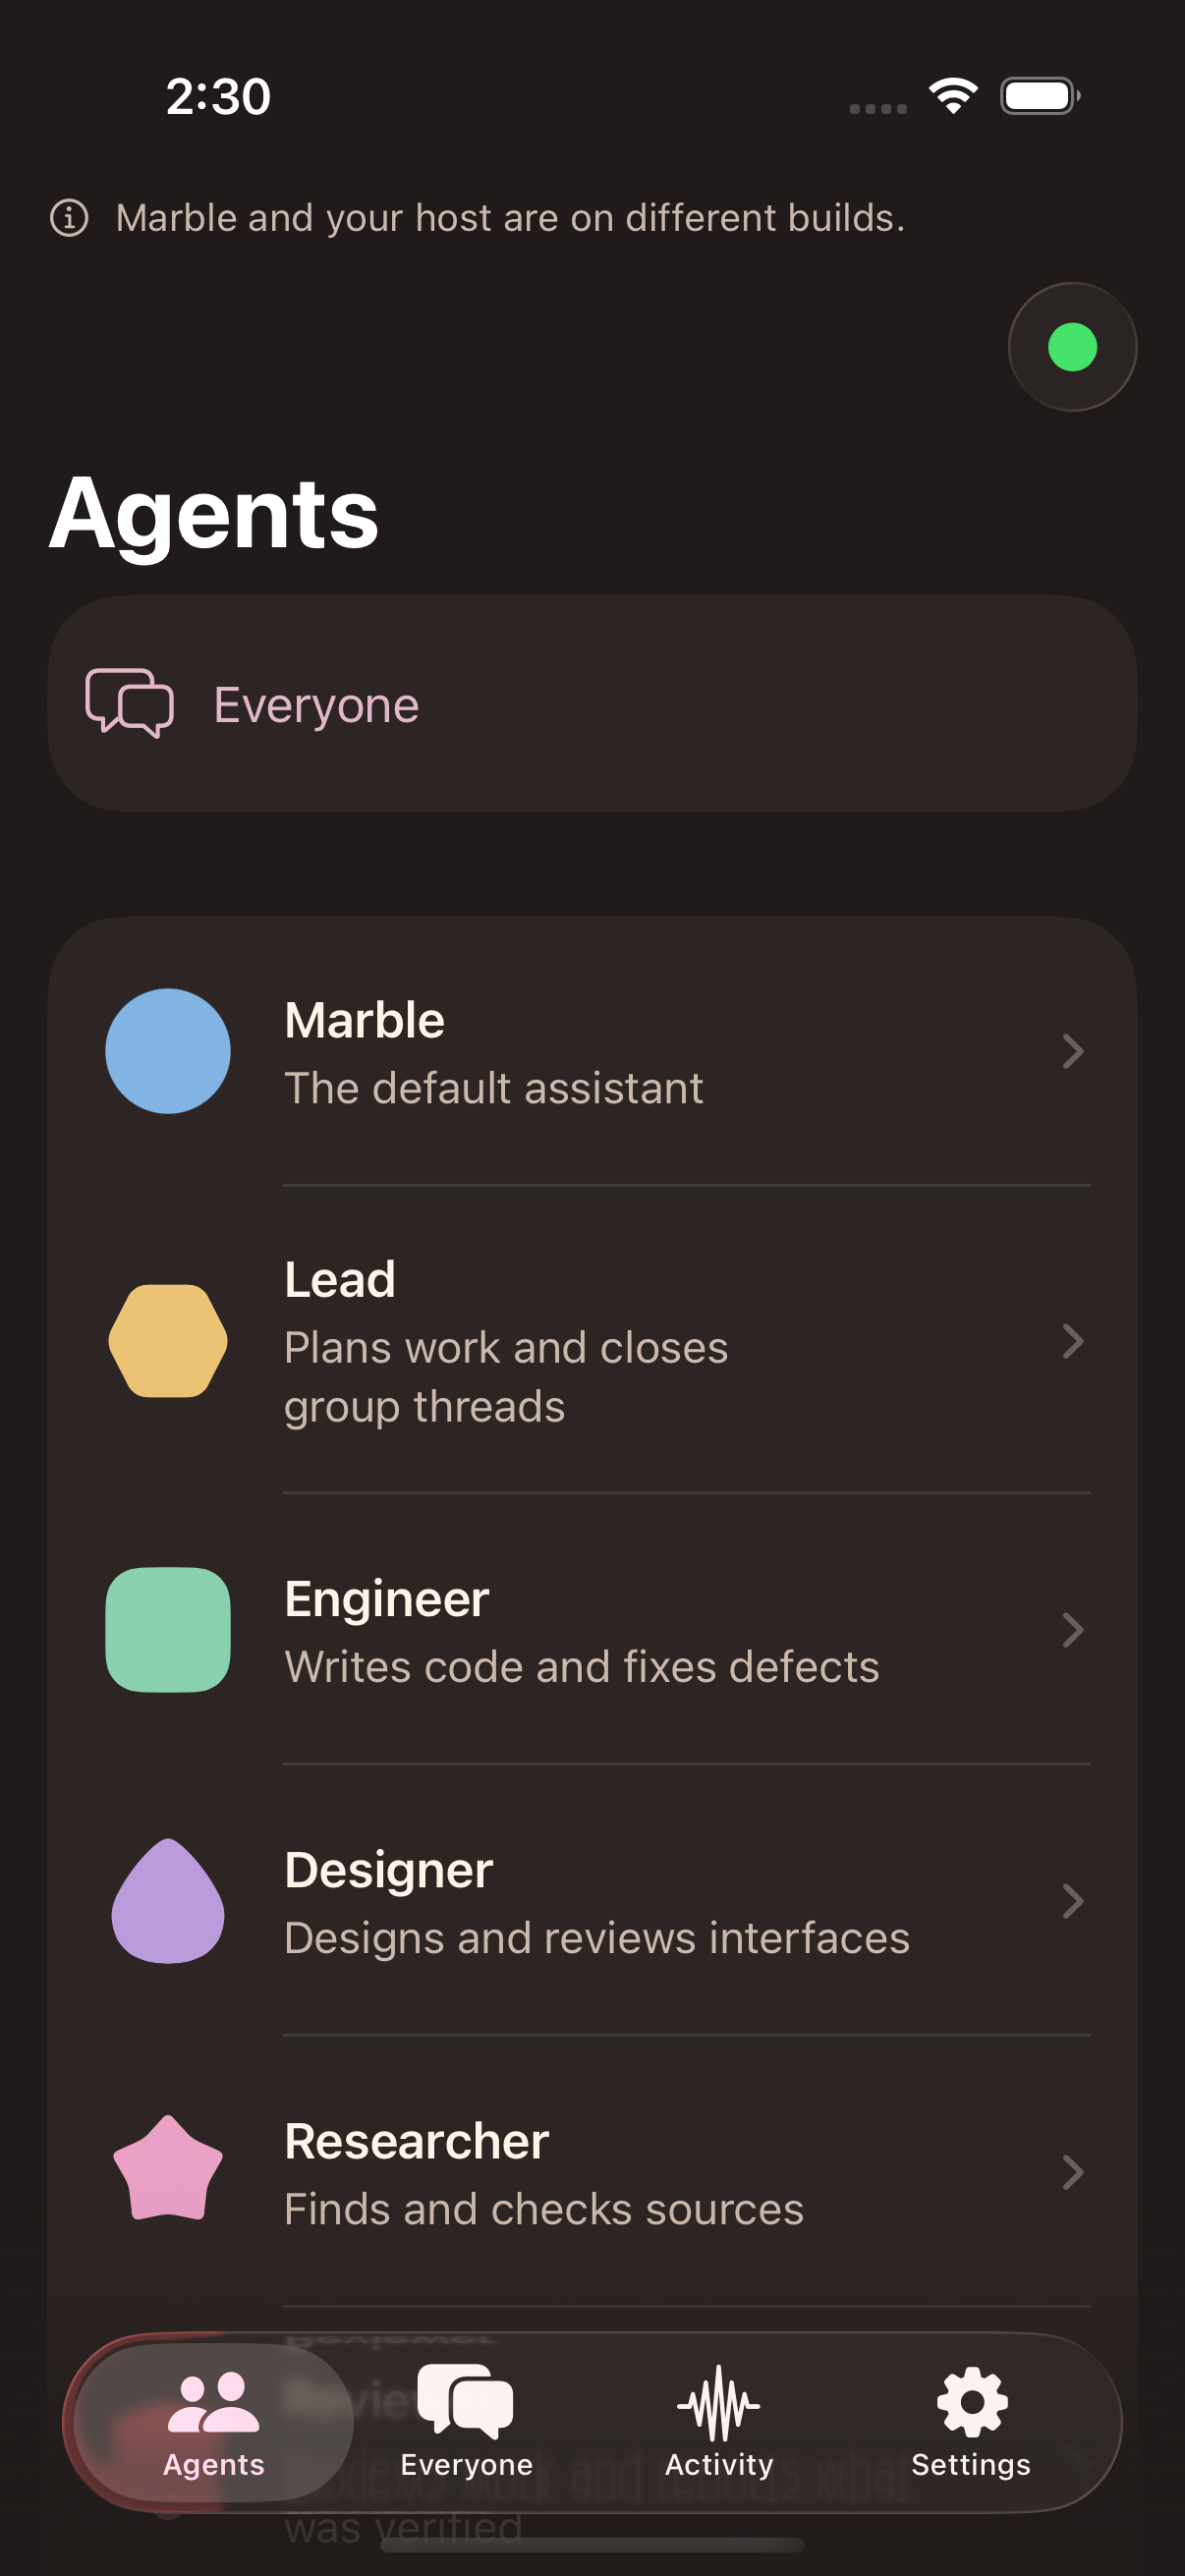 2:30
Marble and your host are on different builds.
Agents
Everyone
Marble
The default assistant
Lead
Plans work and closes
group threads
Engineer
Writes code and fixes defects
Designer
Designs and reviews interfaces
Researcher
Finds and checks sources
Agents
Everyone
Activity
Settings
was verified